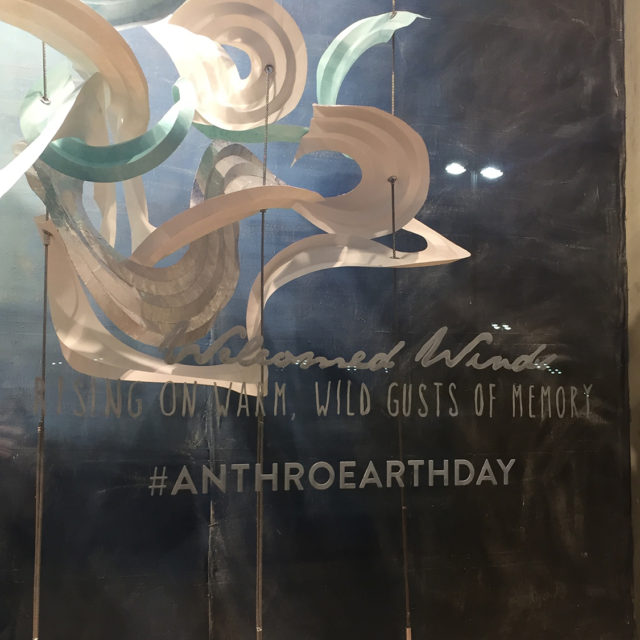 Welcomed Winds
RISING ON WARM, WILD GUSTS OF MEMORY
#ANTHROEARTHDAY